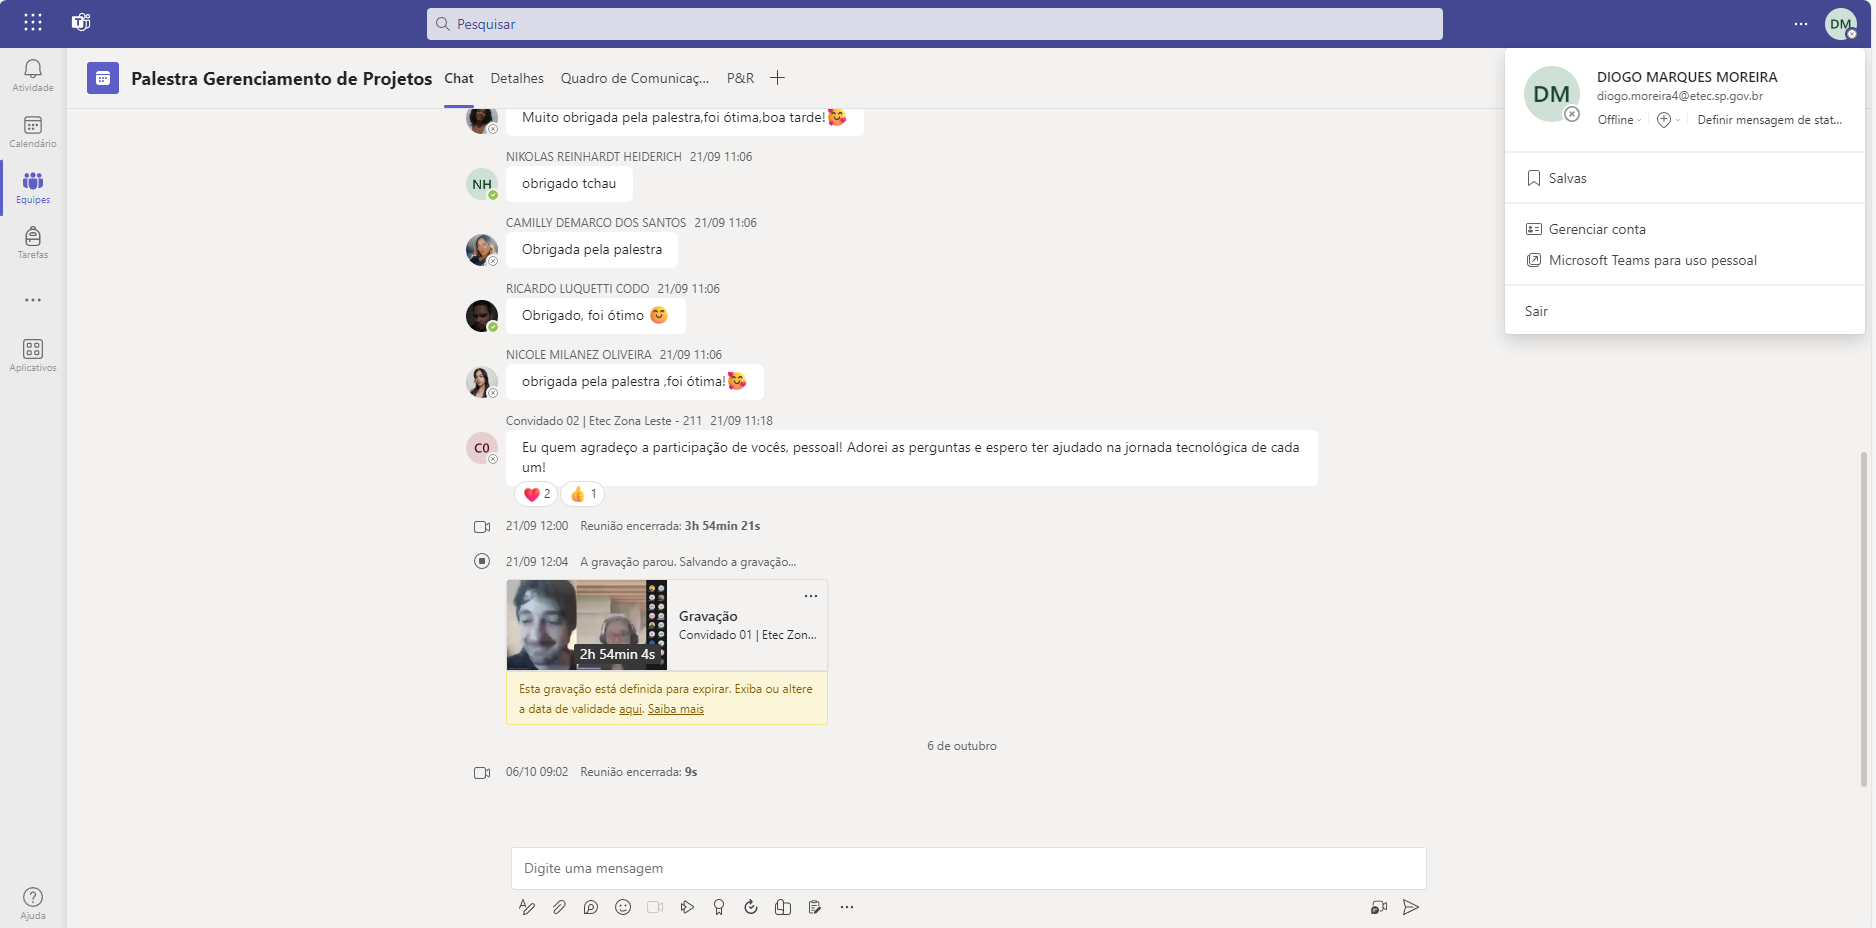 Pesquisar
DM
Atividade
Calendário
Equipes
Tarefas
Aplicativos
Ajuda
Palestra Gerenciamento de Projetos
Chat
Detalhes
Quadro de Comunicaç...
P&R
Muito obrigada pela palestra,foi ótima,boa tarde!🥰
NIKOLAS REINHARDT HEIDERICH 21/09 11:06
NH
obrigado tchau
CAMILLY DEMARCO DOS SANTOS 21/09 11:06
Obrigada pela palestra
RICARDO LUQUETTI CODO 21/09 11:06
Obrigado, foi ótimo 😊
NICOLE MILANEZ OLIVEIRA 21/09 11:06
obrigada pela palestra ,foi ótima!🥰
Convidado 02 | Etec Zona Leste - 211 21/09 11:18
C0
Eu quem agradeço a participação de vocês, pessoal! Adorei as perguntas e espero ter ajudado na jornada tecnológica de cada
um!
❤️ 2 👍 1
21/09 12:00 Reunião encerrada: 3h 54min 21s
21/09 12:04 A gravação parou. Salvando a gravação...
2h 54min 4s
Gravação
Convidado 01 | Etec Zon...
Esta gravação está definida para expirar. Exiba ou altere
a data de validade aqui. Saiba mais
6 de outubro
06/10 09:02 Reunião encerrada: 9s
Digite uma mensagem
DM
DIOGO MARQUES MOREIRA
diogo.moreira4@etec.sp.gov.br
Offline
Definir mensagem de stat...
Salvas
Gerenciar conta
Microsoft Teams para uso pessoal
Sair